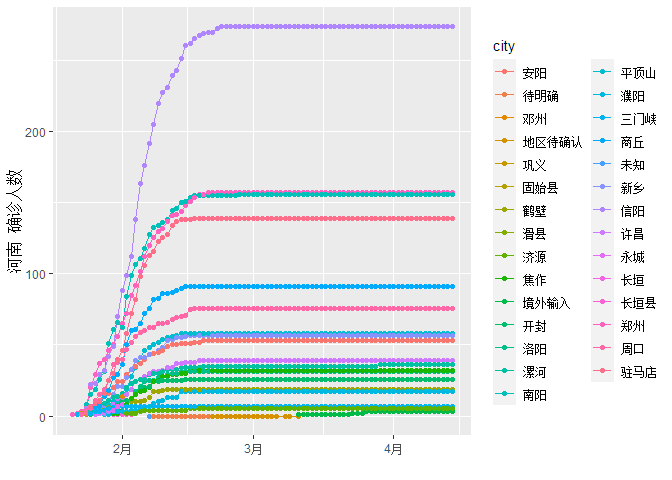 city
安阳
待明确
邓州
地区待确认
巩义
固始县
鹤壁
滑县
济源
焦作
境外输入
开封
洛阳
漯河
南阳
平顶山
濮阳
三门峡
商丘
未知
新乡
信阳
许昌
永城
长垣
长垣县
郑州
周口
驻马店
河南 确诊人数
200
100
0
2月
3月
4月